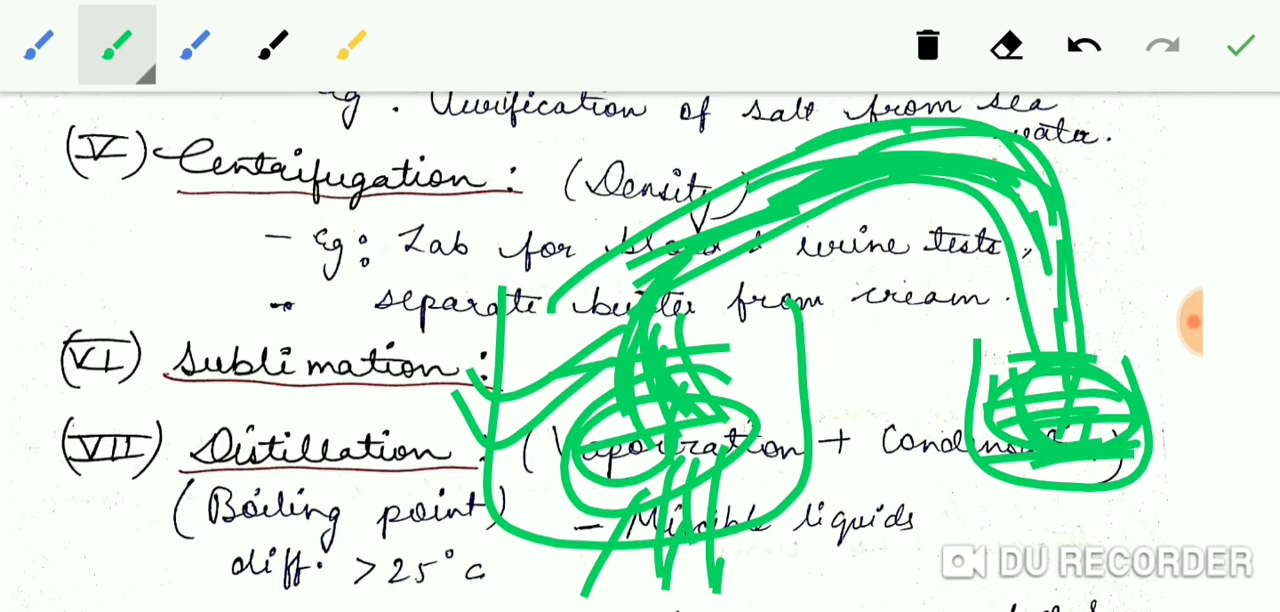 eg. Purification of salt from sea
water.
(V) Centrifugation : (Density)
- eg: Lab for blood & urine tests,
- separate butter from cream.
(VI) Sublimation :
(VII) Distillation : (Vapourization + Condensation)
(Boiling point) - Miscible liquids
diff. > 25°c
DU RECORDER